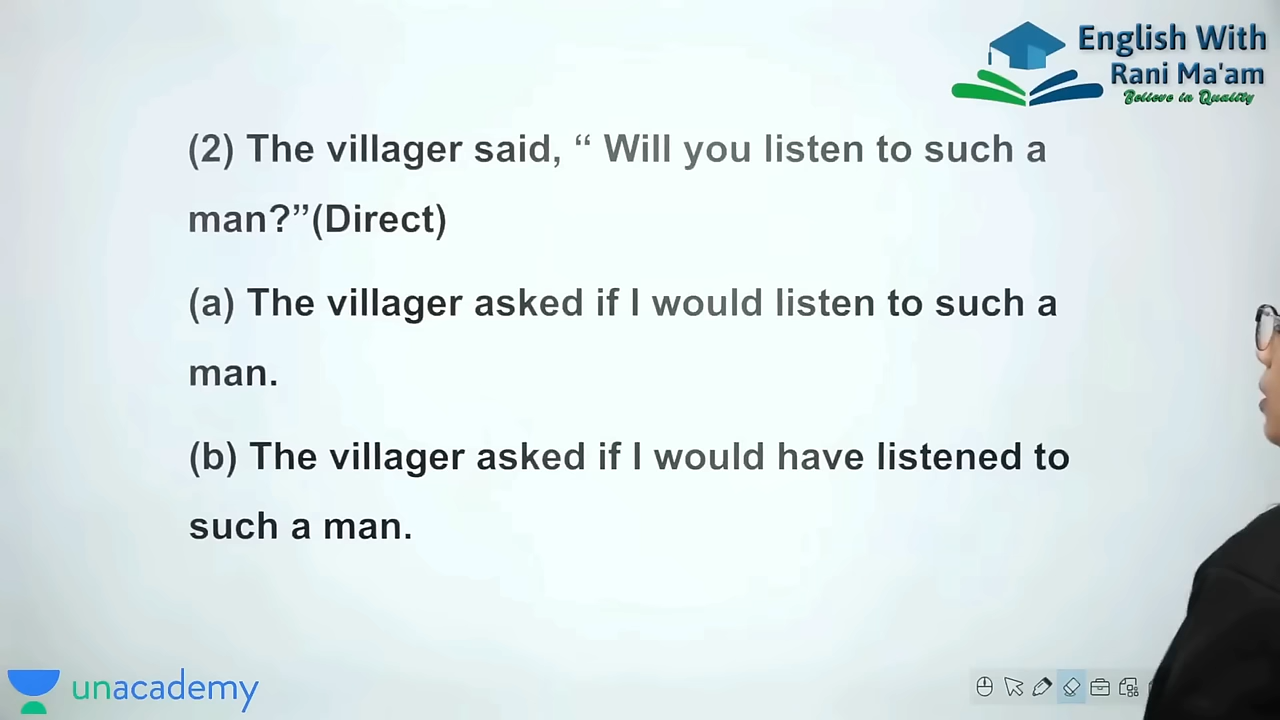 English With
Rani Ma'am
Believe in Quality
(2) The villager said, “ Will you listen to such a
man?”(Direct)
(a) The villager asked if I would listen to such a
man.
(b) The villager asked if I would have listened to
such a man.
unacademy